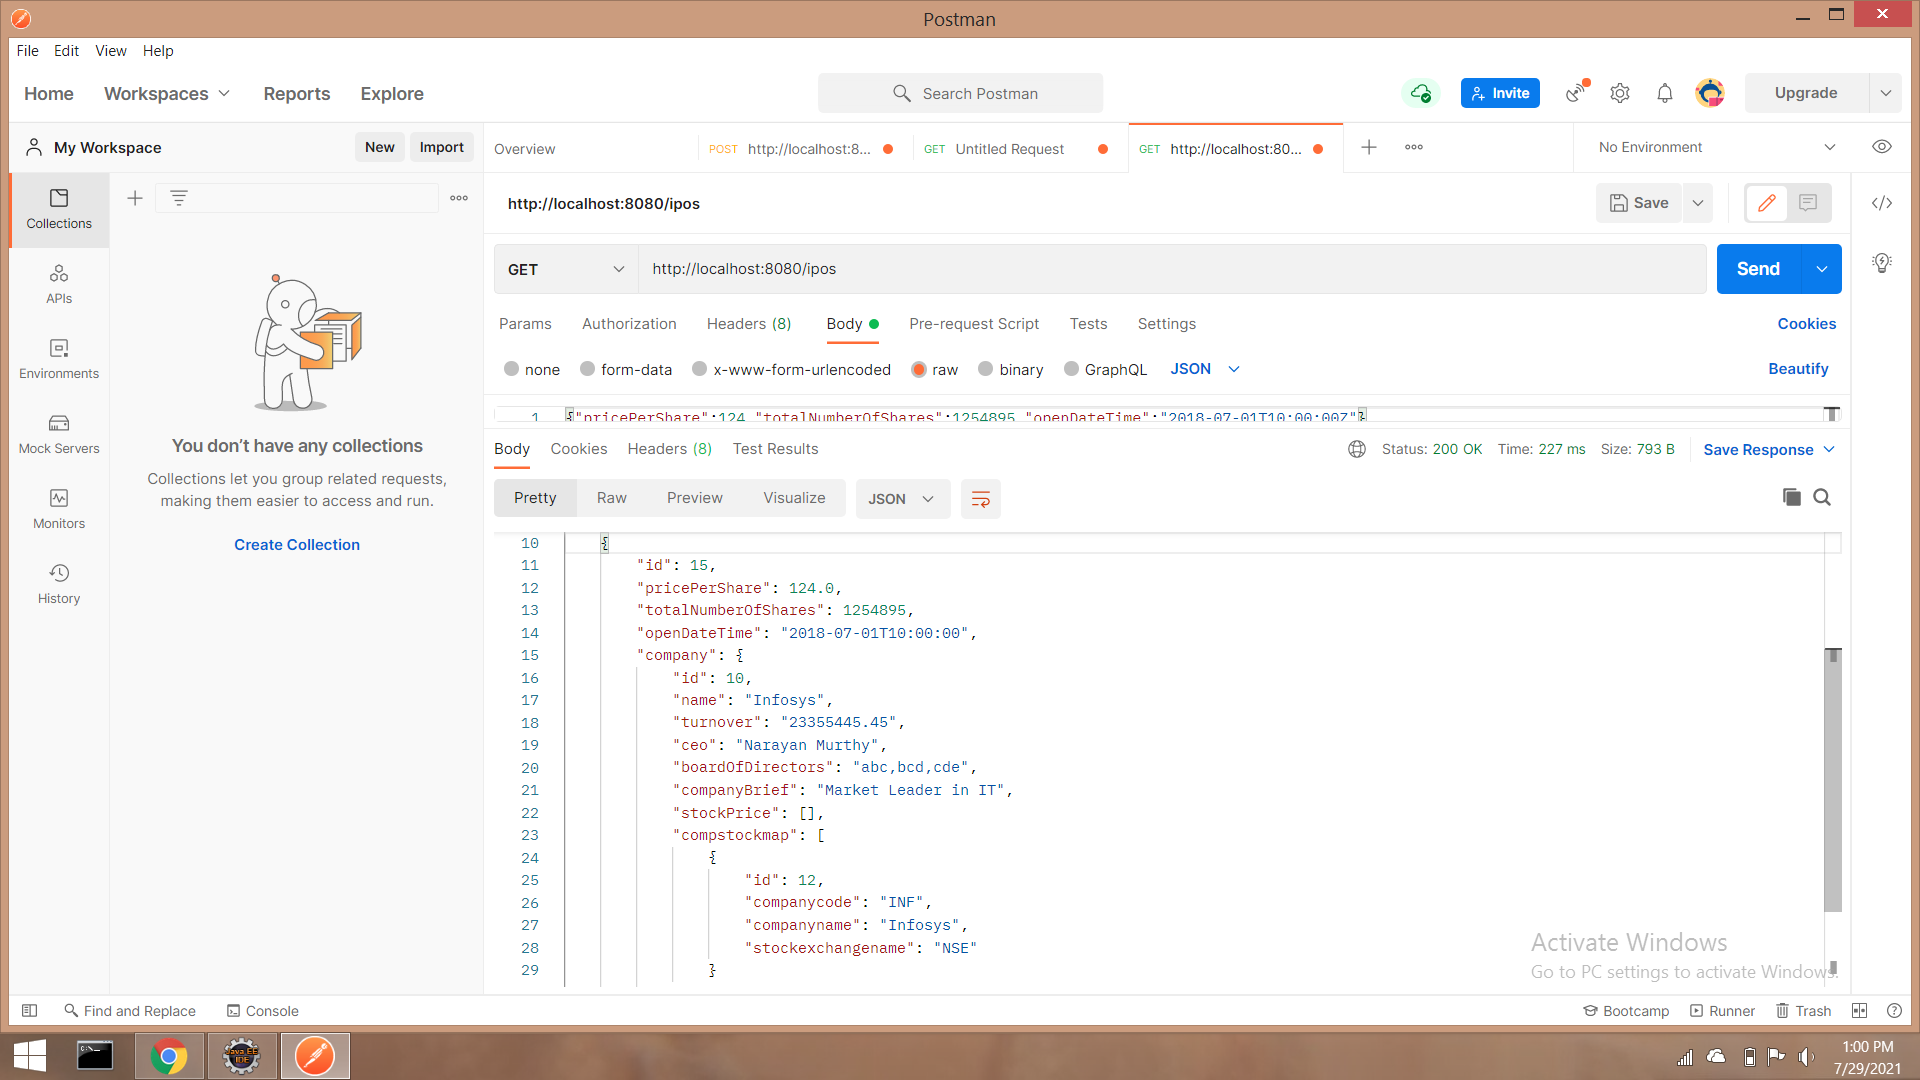 Postman
File Edit View Help
Home Workspaces Reports Explore
Search Postman
Invite
Upgrade
My Workspace
New
Import
Overview
POST http://localhost:8...
GET Untitled Request
GET http://localhost:80...
No Environment
Collections
APIs
Environments
Mock Servers
Monitors
History
You don't have any collections
Collections let you group related requests,
making them easier to access and run.
Create Collection
http://localhost:8080/ipos
Save
GET http://localhost:8080/ipos
Send
Params Authorization Headers (8) Body Pre-request Script Tests Settings
Cookies
none form-data x-www-form-urlencoded raw binary GraphQL JSON
Beautify
1 {"pricePerShare":124,"totalNumberOfShares":1254895,"openDateTime":"2018-07-01T10:00:00Z"}
Body Cookies Headers (8) Test Results
Status: 200 OK Time: 227 ms Size: 793 B
Save Response
Pretty Raw Preview Visualize JSON
10 {
11 "id": 15,
12 "pricePerShare": 124.0,
13 "totalNumberOfShares": 1254895,
14 "openDateTime": "2018-07-01T10:00:00",
15 "company": {
16 "id": 10,
17 "name": "Infosys",
18 "turnover": "23355445.45",
19 "ceo": "Narayan Murthy",
20 "boardOfDirectors": "abc,bcd,cde",
21 "companyBrief": "Market Leader in IT",
22 "stockPrice": [],
23 "compstockmap": [
24 {
25 "id": 12,
26 "companycode": "INF",
27 "companyname": "Infosys",
28 "stockexchangename": "NSE"
29 }
Activate Windows
Go to PC settings to activate Windows.
Find and Replace Console
Bootcamp Runner Trash
Java EE
IDE
1:00 PM
7/29/2021